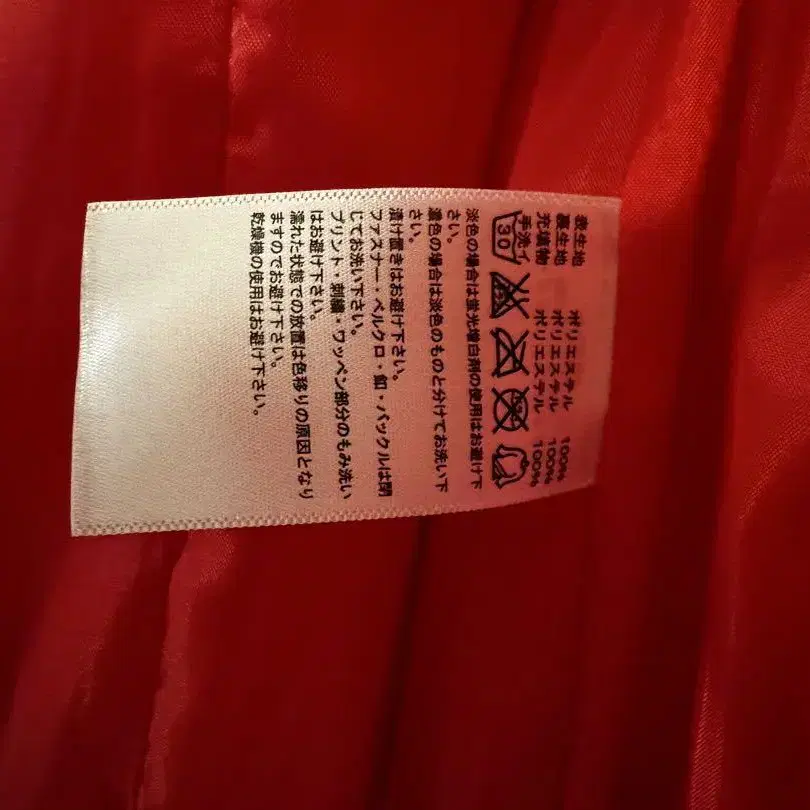 表生地 ポリエステル 100%
裏生地 ポリエステル 100%
充填物 ポリエステル 100%
手洗イ
30
淡色の場合は蛍光増白剤の使用はお避け下
さい。
濃色の場合は淡色のものと分けてお洗い下
さい。
漬け置きはお避け下さい。
ファスナー・ベルクロ・釦・バックルは閉
じてお洗い下さい。
プリント・刺繍・ワッペン部分のもみ洗い
はお避け下さい。
濡れた状態での放置は色移りの原因となり
ますのでお避け下さい。
乾燥機の使用はお避け下さい。